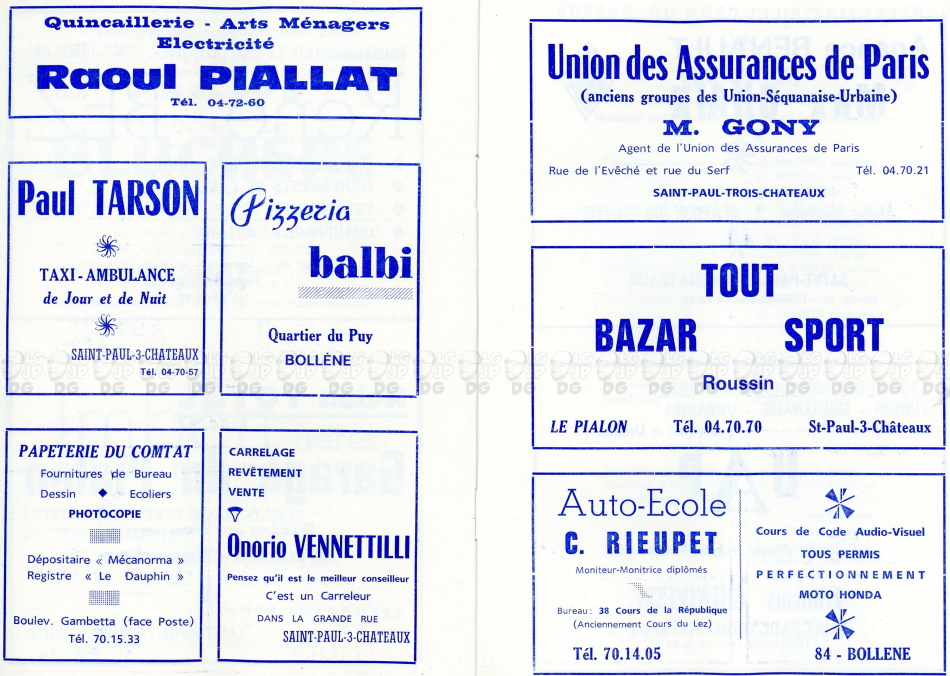 Quincaillerie - Arts Ménagers
Electricité
Raoul PIALLAT
Tél. 04-72-60
Paul TARSON
TAXI-AMBULANCE
de Jour et de Nuit
SAINT-PAUL-3-CHATEAUX
Tél. 04-70-57
Pizzeria
balbi
Quartier du Puy
BOLLÈNE
PAPETERIE DU COMTAT
Fournitures de Bureau
Dessin ◆ Ecoliers
PHOTOCOPIE
Dépositaire « Mécanorma »
Registre « Le Dauphin »
Boulev. Gambetta (face Poste)
Tél. 70.15.33
CARRELAGE
REVÊTEMENT
VENTE
Onorio VENNETTILLI
Pensez qu'il est le meilleur conseilleur
C'est un Carreleur
DANS LA GRANDE RUE
SAINT-PAUL-3-CHATEAUX
Union des Assurances de Paris
(anciens groupes des Union-Séquanaise-Urbaine)
M. GONY
Agent de l'Union des Assurances de Paris
Rue de l'Evêché et rue du Serf Tél. 04.70.21
SAINT-PAUL-TROIS-CHATEAUX
TOUT
BAZAR SPORT
Roussin
LE PIALON Tél. 04.70.70 St-Paul-3-Châteaux
Auto-Ecole
C. RIEUPET
Moniteur-Monitrice diplômés
Bureau: 38 Cours de la République
(Anciennement Cours du Lez)
Tél. 70.14.05
Cours de Code Audio-Visuel
TOUS PERMIS
PERFECTIONNEMENT
MOTO HONDA
84 - BOLLENE